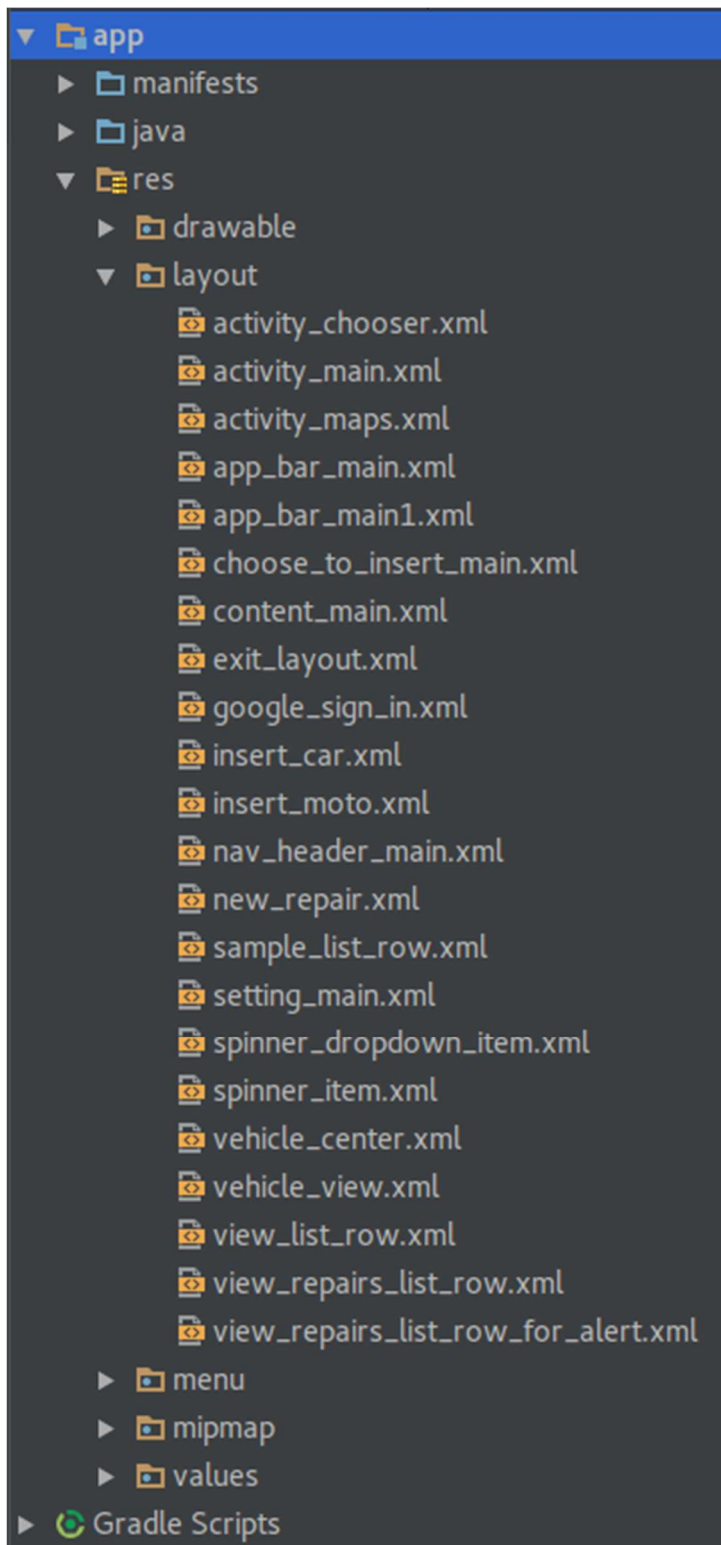 app
manifests
java
res
drawable
layout
activity_chooser.xml
activity_main.xml
activity_maps.xml
app_bar_main.xml
app_bar_main1.xml
choose_to_insert_main.xml
content_main.xml
exit_layout.xml
google_sign_in.xml
insert_car.xml
insert_moto.xml
nav_header_main.xml
new_repair.xml
sample_list_row.xml
setting_main.xml
spinner_dropdown_item.xml
spinner_item.xml
vehicle_center.xml
vehicle_view.xml
view_list_row.xml
view_repairs_list_row.xml
view_repairs_list_row_for_alert.xml
menu
mipmap
values
Gradle Scripts